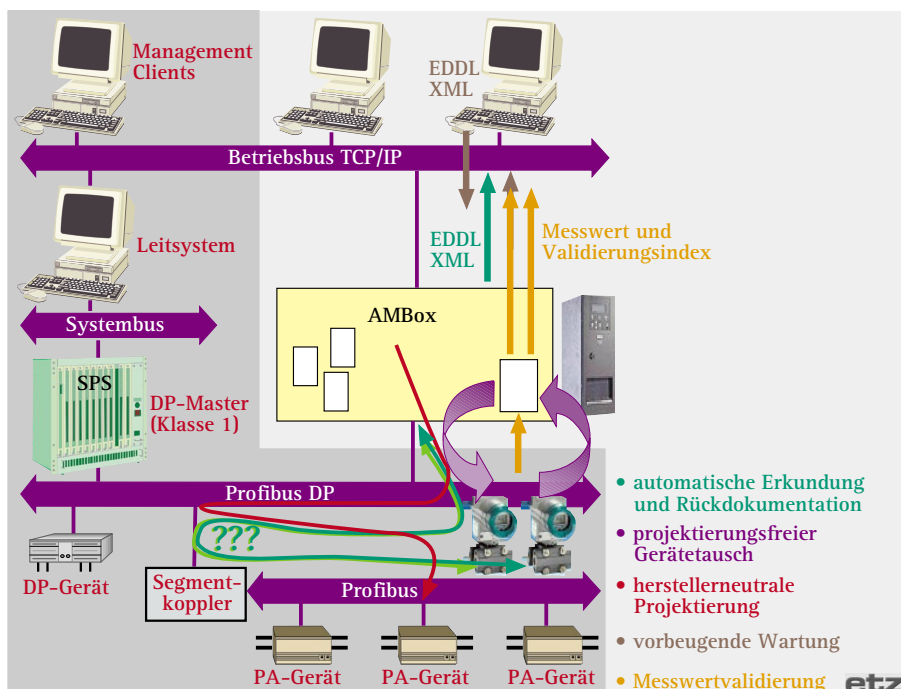 Management
Clients
EDDL
XML
Betriebsbus TCP/IP
Leitsystem
EDDL
XML
Messwert und
Validierungsindex
Systembus
AMBox
SPS
DP-Master
(Klasse 1)
Profibus DP
???
DP-Gerät
Segment-
koppler
Profibus
PA-Gerät
PA-Gerät
PA-Gerät
• automatische Erkundung
und Rückdokumentation
• projektierungsfreier
Gerätetausch
• herstellerneutrale
Projektierung
• vorbeugende Wartung
• Messwertvalidierung
etz